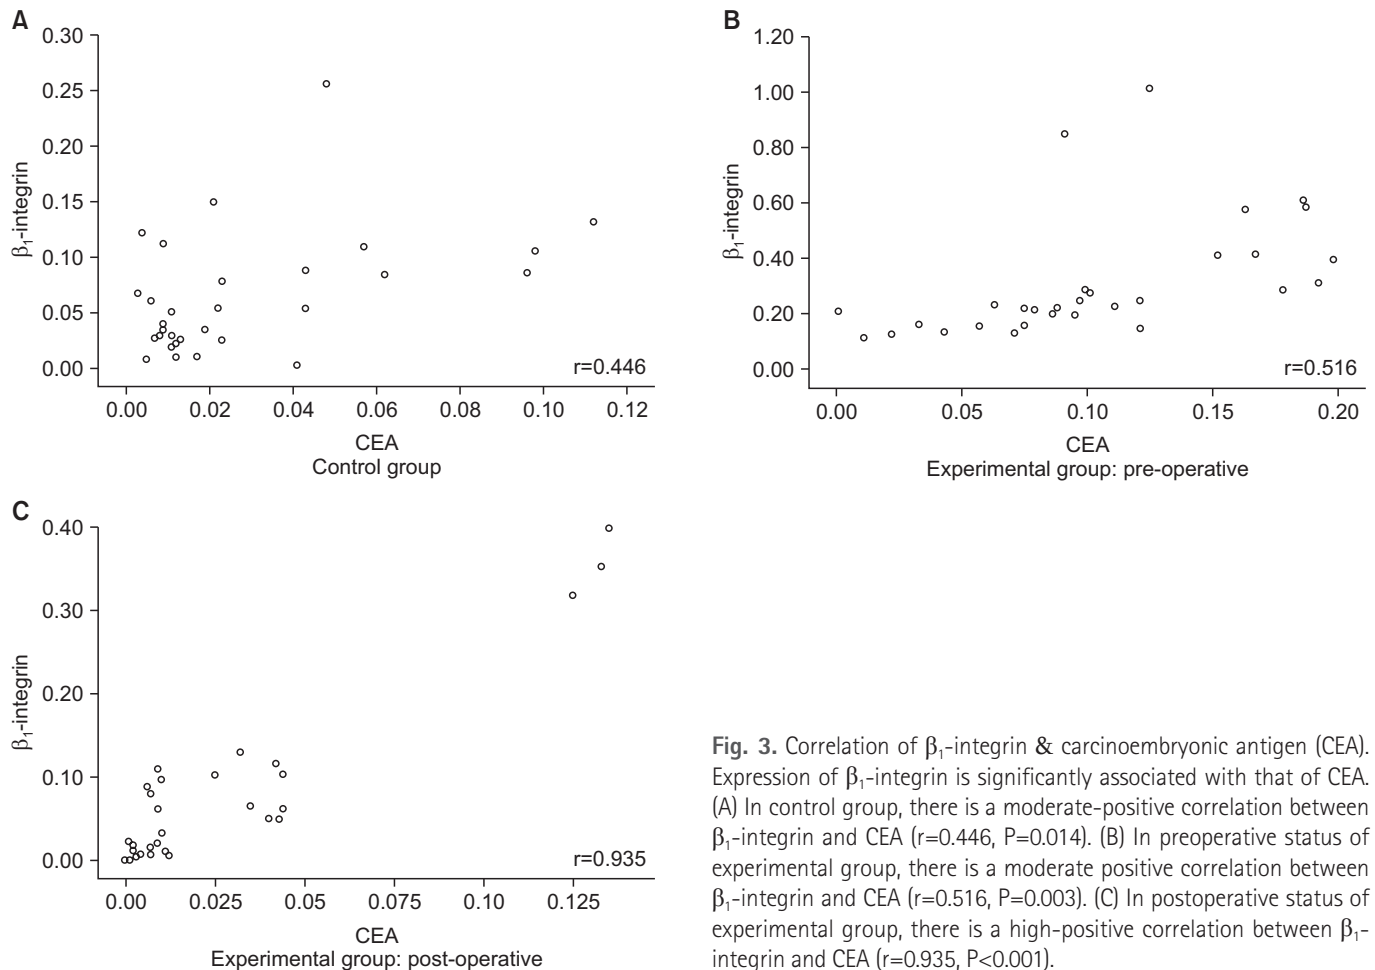 A
0.30
0.25
0.20
0.15
0.10
0.05
0.00
β₁-integrin
r=0.446
0.00 0.02 0.04 0.06 0.08 0.10 0.12
CEA
Control group
B
1.20
1.00
0.80
0.60
0.40
0.20
0.00
β₁-integrin
r=0.516
0.00 0.05 0.10 0.15 0.20
CEA
Experimental group: pre-operative
C
0.40
0.30
0.20
0.10
0.00
β₁-integrin
r=0.935
0.00 0.025 0.05 0.075 0.10 0.125
CEA
Experimental group: post-operative
Fig. 3. Correlation of β₁-integrin & carcinoembryonic antigen (CEA).
Expression of β₁-integrin is significantly associated with that of CEA.
(A) In control group, there is a moderate-positive correlation between
β₁-integrin and CEA (r=0.446, P=0.014). (B) In preoperative status of
experimental group, there is a moderate positive correlation between
β₁-integrin and CEA (r=0.516, P=0.003). (C) In postoperative status of
experimental group, there is a high-positive correlation between β₁-
integrin and CEA (r=0.935, P<0.001).